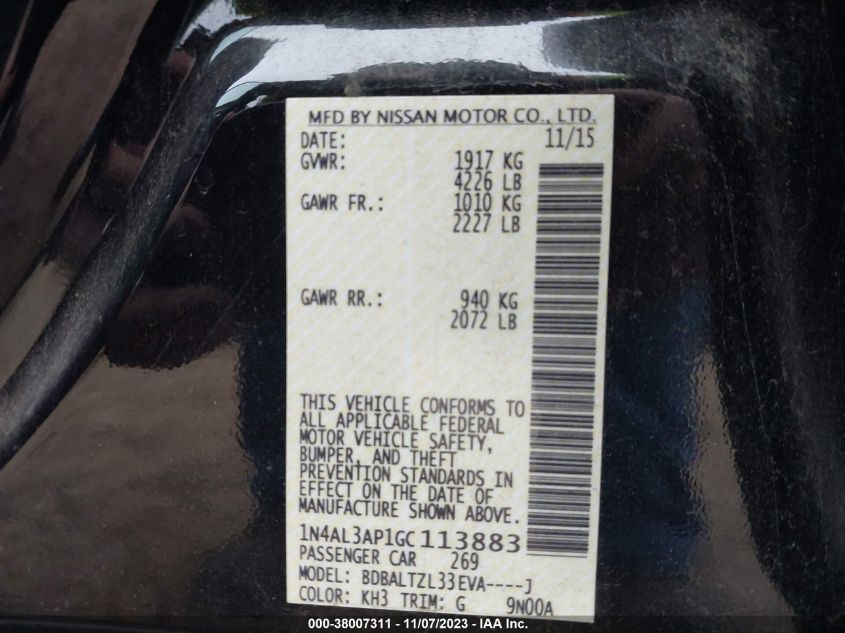 MFD BY NISSAN MOTOR CO., LTD.
DATE: 11/15
GVWR: 1917 KG
4226 LB
GAWR FR.: 1010 KG
2227 LB
GAWR RR.: 940 KG
2072 LB
THIS VEHICLE CONFORMS TO
ALL APPLICABLE FEDERAL
MOTOR VEHICLE SAFETY,
BUMPER, AND THEFT
PREVENTION STANDARDS IN
EFFECT ON THE DATE OF
MANUFACTURE SHOWN ABOVE.
1N4AL3AP1GC113883
PASSENGER CAR 269
MODEL: BDBALTZL33EVA----J
COLOR: KH3 TRIM: G 9N00A
000-38007311 - 11/07/2023 - IAA Inc.